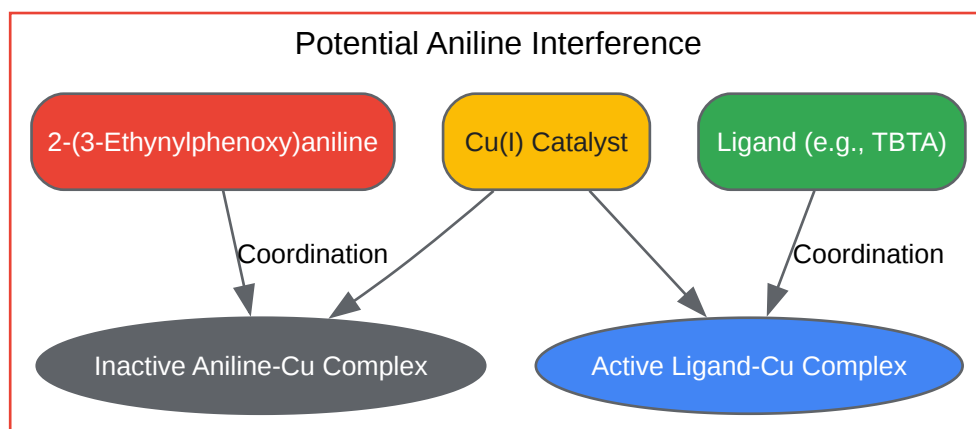 Potential Aniline Interference
2-(3-Ethynylphenoxy)aniline
Cu(I) Catalyst
Ligand (e.g., TBTA)
Coordination
Coordination
Inactive Aniline-Cu Complex
Active Ligand-Cu Complex